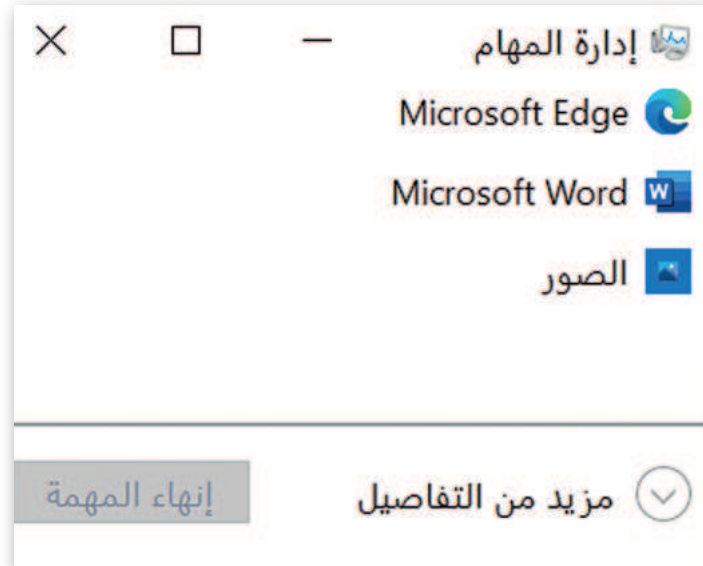 إدارة المهام
Microsoft Edge
Microsoft Word
الصور
مزيد من التفاصيل
إنهاء المهمة